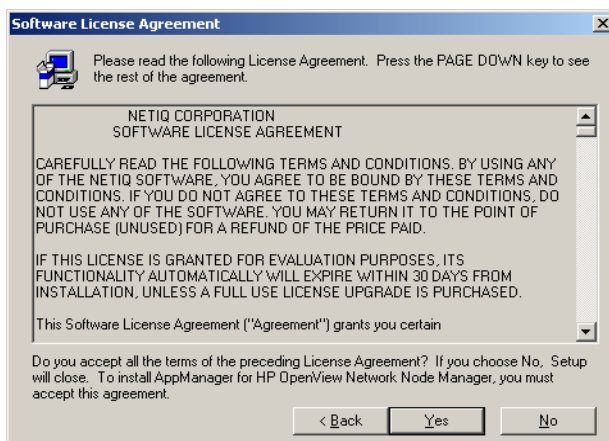 Software License Agreement
Please read the following License Agreement. Press the PAGE DOWN key to see
the rest of the agreement.
NETIQ CORPORATION
SOFTWARE LICENSE AGREEMENT
CAREFULLY READ THE FOLLOWING TERMS AND CONDITIONS. BY USING ANY
OF THE NETIQ SOFTWARE, YOU AGREE TO BE BOUND BY THESE TERMS AND
CONDITIONS. IF YOU DO NOT AGREE TO THESE TERMS AND CONDITIONS, DO
NOT USE ANY OF THE SOFTWARE. YOU MAY RETURN IT TO THE POINT OF
PURCHASE (UNUSED) FOR A REFUND OF THE PRICE PAID.
IF THIS LICENSE IS GRANTED FOR EVALUATION PURPOSES, ITS
FUNCTIONALITY AUTOMATICALLY WILL EXPIRE WITHIN 30 DAYS FROM
INSTALLATION, UNLESS A FULL USE LICENSE UPGRADE IS PURCHASED.
This Software License Agreement ("Agreement") grants you certain
Do you accept all the terms of the preceding License Agreement? If you choose No, Setup
will close. To install AppManager for HP OpenView Network Node Manager, you must
accept this agreement.
< Back Yes No